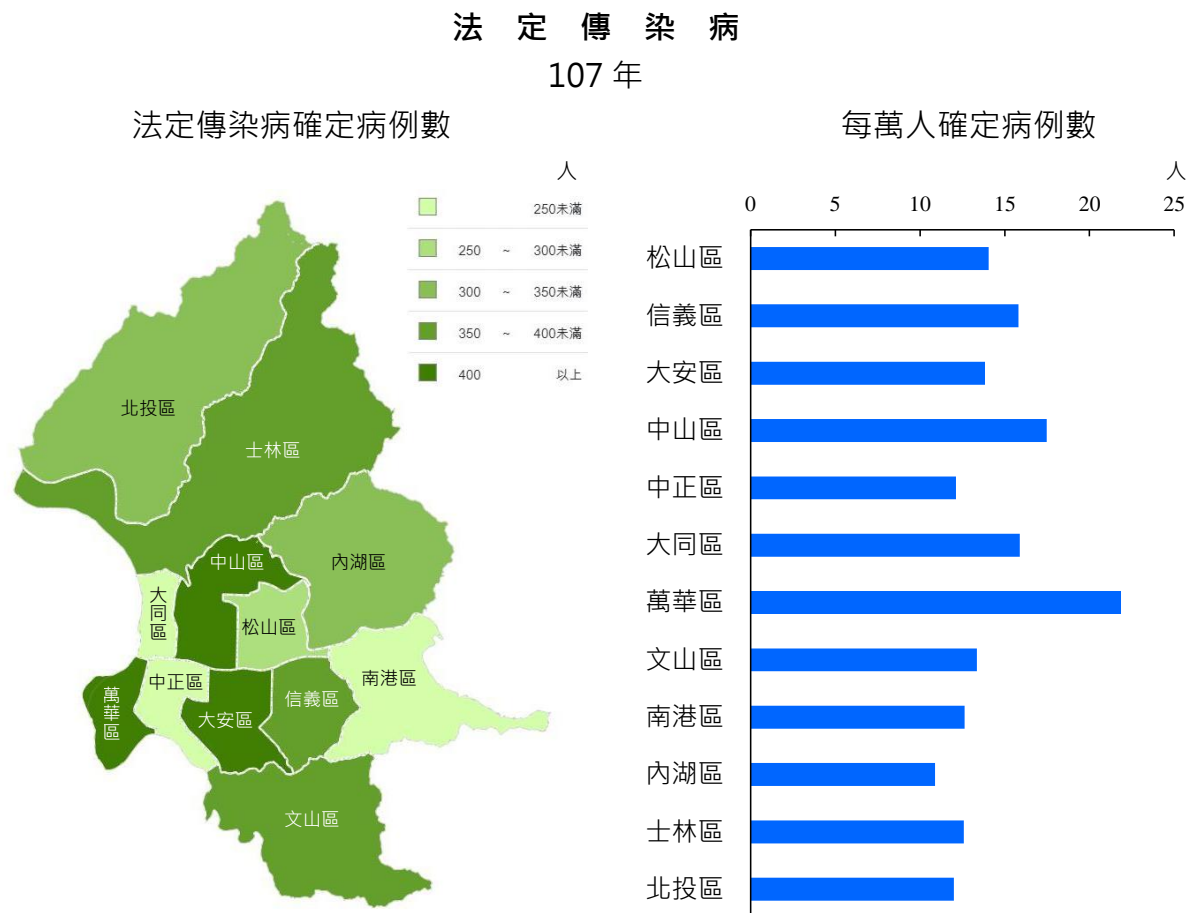 法定傳染病
107 年
法定傳染病確定病例數
人
250未滿
250 ~ 300未滿
300 ~ 350未滿
350 ~ 400未滿
400 以上
北投區
士林區
中山區
內湖區
大同區
松山區
萬華區
中正區
大安區
信義區
南港區
文山區
每萬人確定病例數
人
0 5 10 15 20 25
松山區
信義區
大安區
中山區
中正區
大同區
萬華區
文山區
南港區
內湖區
士林區
北投區